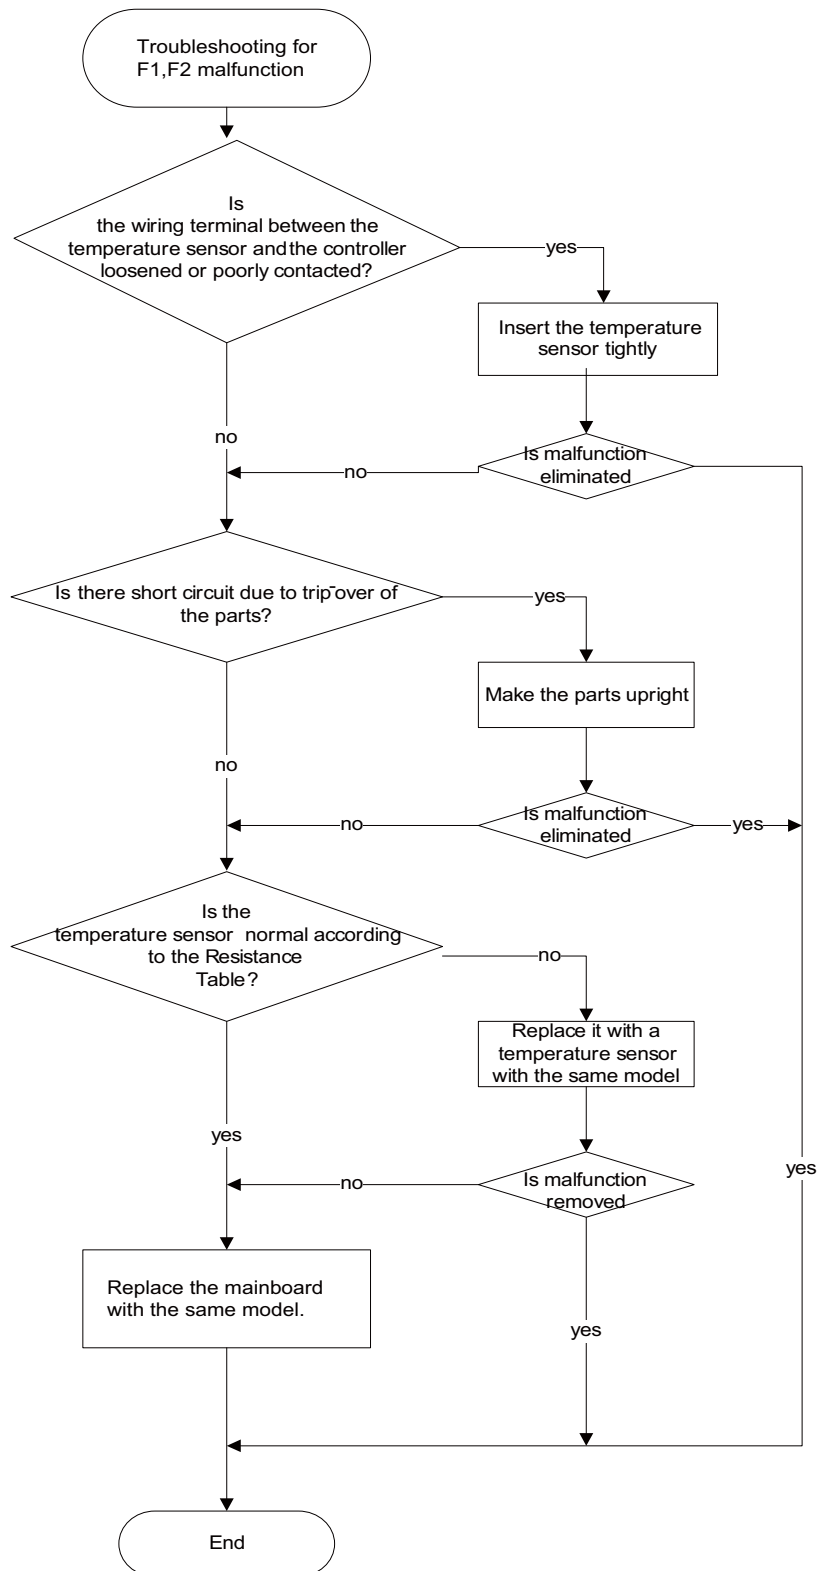 Troubleshooting for
F1,F2 malfunction
Is
the wiring terminal between the
temperature sensor and the controller
loosened or poorly contacted?
yes
Insert the temperature
sensor tightly
no
Is malfunction
eliminated
no
Is there short circuit due to trip-over of
the parts?
yes
Make the parts upright
no
Is malfunction
eliminated
no
yes
Is the
temperature sensor normal according
to the Resistance
Table?
no
Replace it with a
temperature sensor
with the same model
yes
Is malfunction
removed
no
yes
Replace the mainboard
with the same model.
yes
End